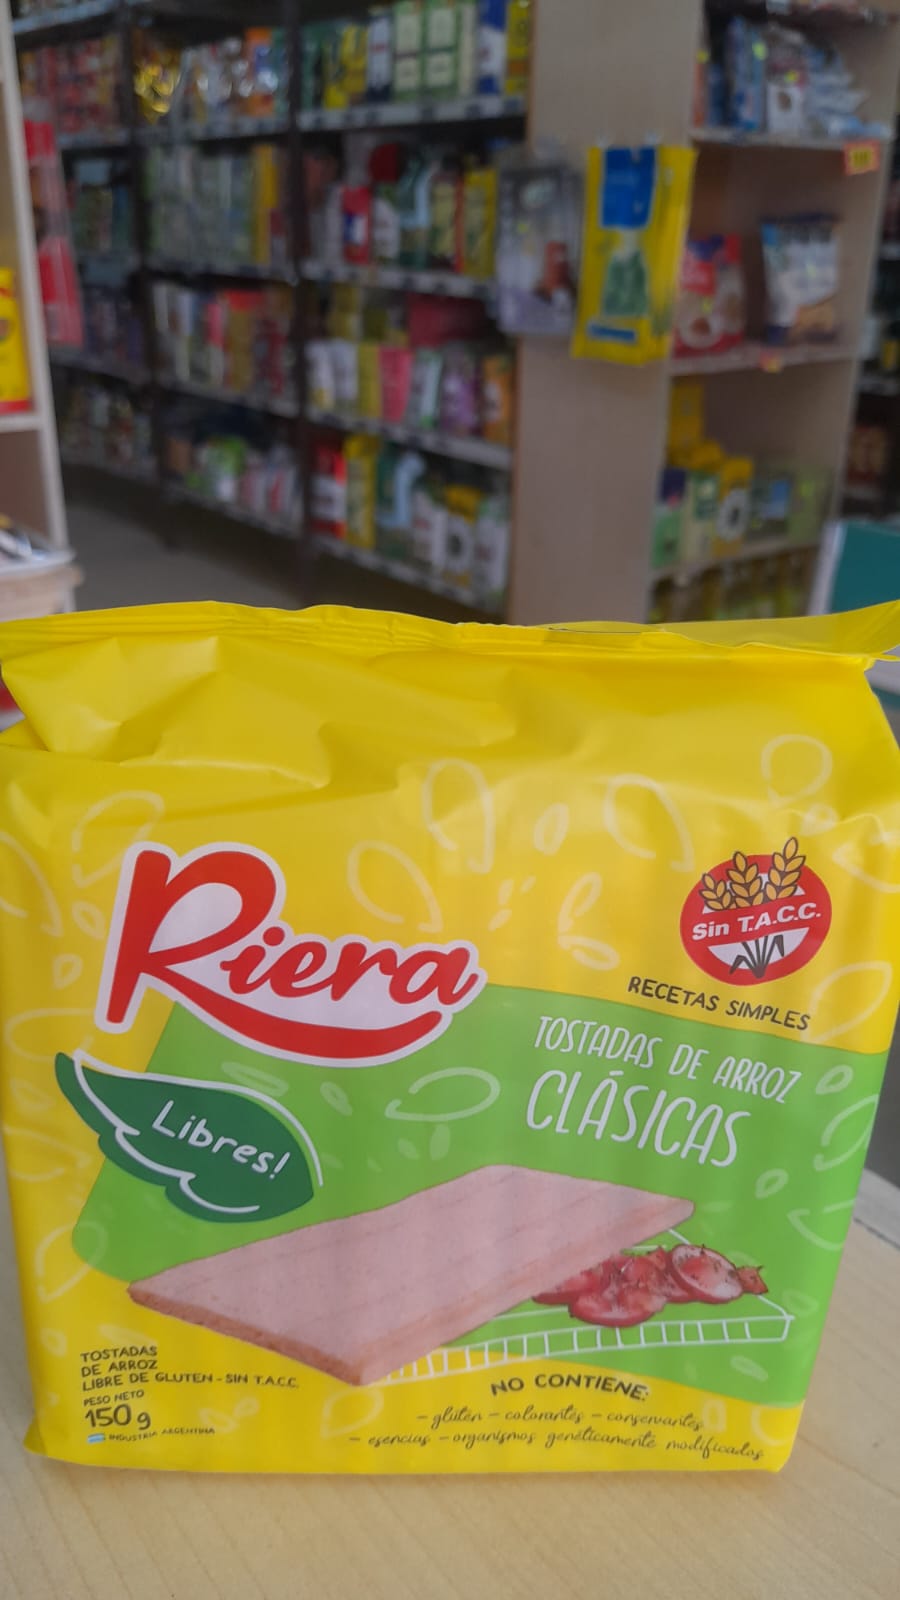 Riera
Sin T.A.C.C.
RECETAS SIMPLES
TOSTADAS DE ARROZ
CLÁSICAS
Libres!
TOSTADAS
DE ARROZ
LIBRE DE GLUTEN - SIN T.A.C.C.
PESO NETO
150 g
INDUSTRIA ARGENTINA
NO CONTIENE:
- gluten - colorantes - conservantes
- esencias - organismos genéticamente modificados